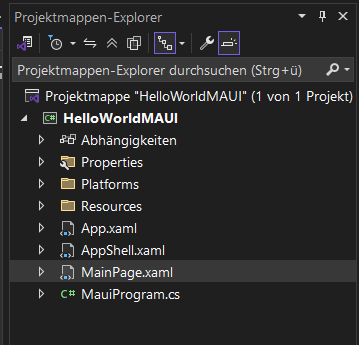 Projektmappen-Explorer
Projektmappen-Explorer durchsuchen (Strg+ü)
Projektmappe "HelloWorldMAUI" (1 von 1 Projekt)
C# HelloWorldMAUI
Abhängigkeiten
Properties
Platforms
Resources
App.xaml
AppShell.xaml
MainPage.xaml
C# MauiProgram.cs